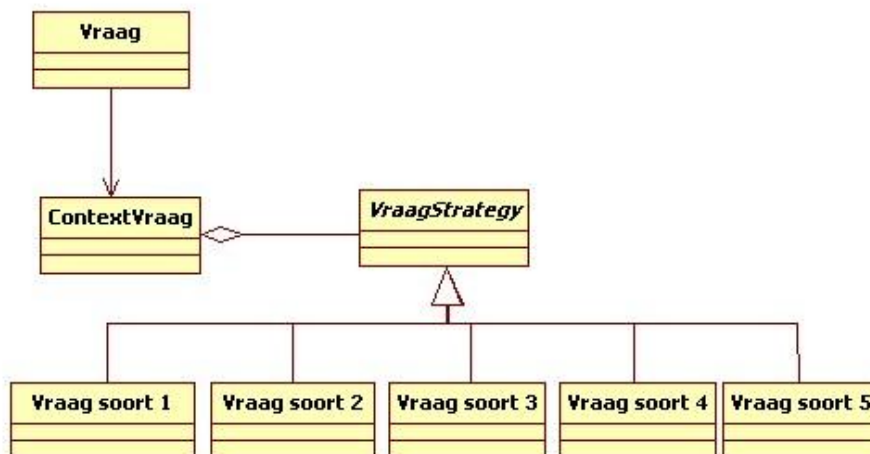 Vraag
ContextVraag
VraagStrategy
Vraag soort 1
Vraag soort 2
Vraag soort 3
Vraag soort 4
Vraag soort 5